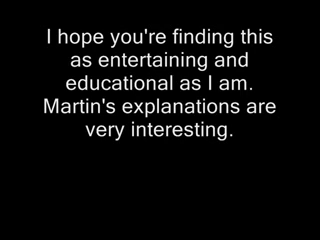 I hope you're finding this
as entertaining and
educational as I am.
Martin's explanations are
very interesting.